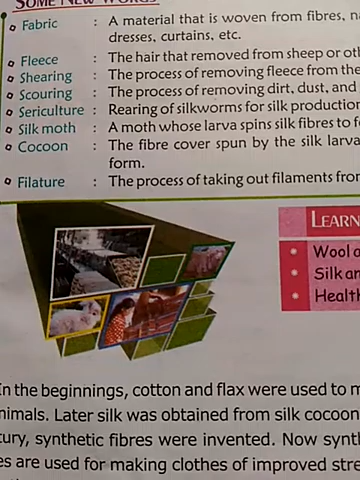 SOME NEW WORDS
Fabric : A material that is woven from fibres,
dresses, curtains, etc.
Fleece : The hair that removed from sheep or
Shearing : The process of removing fleece from the
Scouring : The process of removing dirt, dust, and
Sericulture : Rearing of silkworms for silk production
Silk moth : A moth whose larva spins silk fibres to
Cocoon : The fibre cover spun by the silk larva
form.
Filature : The process of taking out filaments from
LEARN
Wool
Silk
Health
In the beginnings, cotton and flax were used to
nimals. Later silk was obtained from silk cocoon
tury, synthetic fibres were invented. Now synt
es are used for making clothes of improved stre